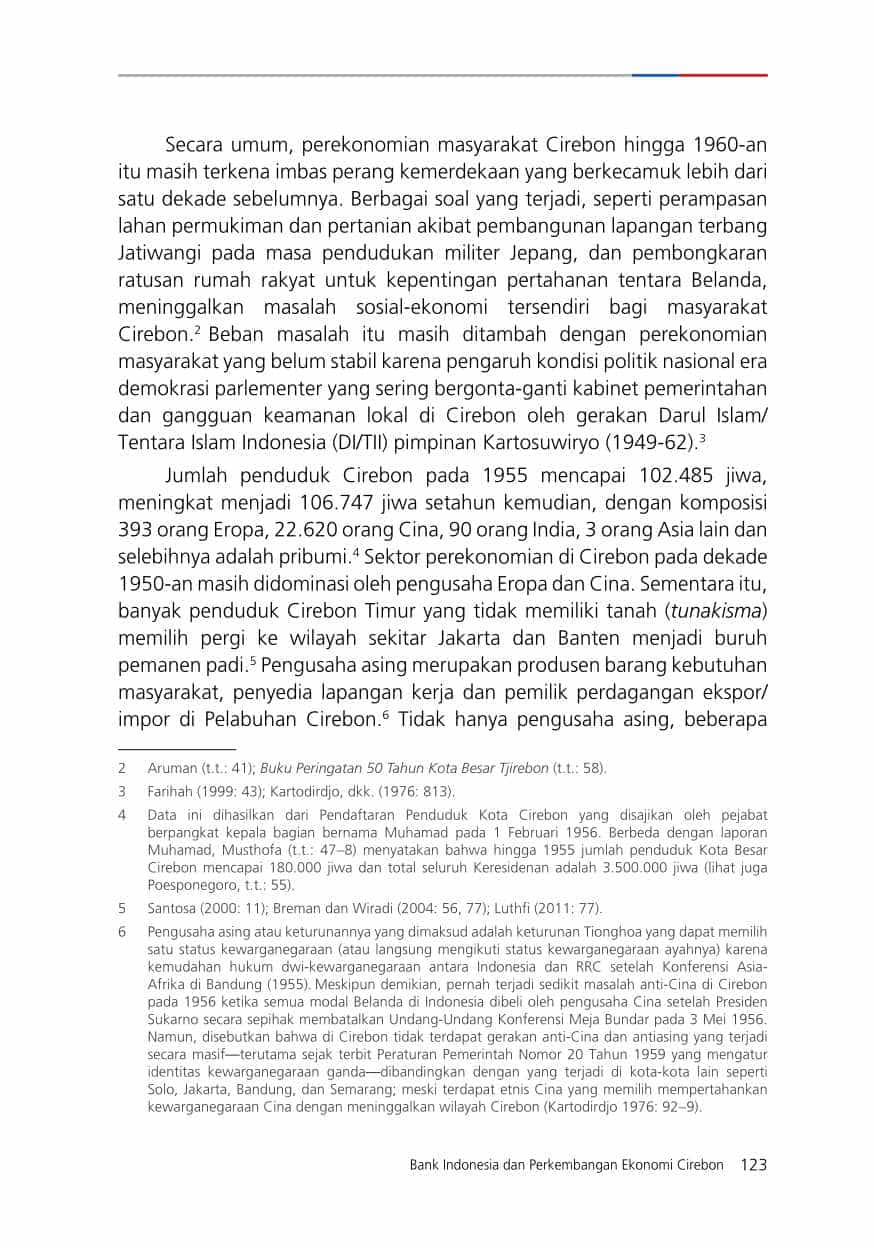 Secara umum, perekonomian masyarakat Cirebon hingga 1960-an
itu masih terkena imbas perang kemerdekaan yang berkecamuk lebih dari
satu dekade sebelumnya. Berbagai soal yang terjadi, seperti perampasan
lahan permukiman dan pertanian akibat pembangunan lapangan terbang
Jatiwangi pada masa pendudukan militer Jepang, dan pembongkaran
ratusan rumah rakyat untuk kepentingan pertahanan tentara Belanda,
meninggalkan masalah sosial-ekonomi tersendiri bagi masyarakat
Cirebon.² Beban masalah itu masih ditambah dengan perekonomian
masyarakat yang belum stabil karena pengaruh kondisi politik nasional era
demokrasi parlementer yang sering bergonta-ganti kabinet pemerintahan
dan gangguan keamanan lokal di Cirebon oleh gerakan Darul Islam/
Tentara Islam Indonesia (DI/TII) pimpinan Kartosuwiryo (1949-62).³
Jumlah penduduk Cirebon pada 1955 mencapai 102.485 jiwa,
meningkat menjadi 106.747 jiwa setahun kemudian, dengan komposisi
393 orang Eropa, 22.620 orang Cina, 90 orang India, 3 orang Asia lain dan
selebihnya adalah pribumi.⁴ Sektor perekonomian di Cirebon pada dekade
1950-an masih didominasi oleh pengusaha Eropa dan Cina. Sementara itu,
banyak penduduk Cirebon Timur yang tidak memiliki tanah (tunakisma)
memilih pergi ke wilayah sekitar Jakarta dan Banten menjadi buruh
pemanen padi.⁵ Pengusaha asing merupakan produsen barang kebutuhan
masyarakat, penyedia lapangan kerja dan pemilik perdagangan ekspor/
impor di Pelabuhan Cirebon.⁶ Tidak hanya pengusaha asing, beberapa
2 Aruman (t.t.: 41); Buku Peringatan 50 Tahun Kota Besar Tjirebon (t.t.: 58).
3 Farihah (1999: 43); Kartodirdjo, dkk. (1976: 813).
4 Data ini dihasilkan dari Pendaftaran Penduduk Kota Cirebon yang disajikan oleh pejabat
berpangkat kepala bagian bernama Muhamad pada 1 Februari 1956. Berbeda dengan laporan
Muhamad, Musthofa (t.t.: 47–8) menyatakan bahwa hingga 1955 jumlah penduduk Kota Besar
Cirebon mencapai 180.000 jiwa dan total seluruh Keresidenan adalah 3.500.000 jiwa (lihat juga
Poesponegoro, t.t.: 55).
5 Santosa (2000: 11); Breman dan Wiradi (2004: 56, 77); Luthfi (2011: 77).
6 Pengusaha asing atau keturunannya yang dimaksud adalah keturunan Tionghoa yang dapat memilih
satu status kewarganegaraan (atau langsung mengikuti status kewarganegaraan ayahnya) karena
kemudahan hukum dwi-kewarganegaraan antara Indonesia dan RRC setelah Konferensi Asia-
Afrika di Bandung (1955). Meskipun demikian, pernah terjadi sedikit masalah anti-Cina di Cirebon
pada 1956 ketika semua modal Belanda di Indonesia dibeli oleh pengusaha Cina setelah Presiden
Sukarno secara sepihak membatalkan Undang-Undang Konferensi Meja Bundar pada 3 Mei 1956.
Namun, disebutkan bahwa di Cirebon tidak terdapat gerakan anti-Cina dan antiasing yang terjadi
secara masif—terutama sejak terbit Peraturan Pemerintah Nomor 20 Tahun 1959 yang mengatur
identitas kewarganegaraan ganda—dibandingkan dengan yang terjadi di kota-kota lain seperti
Solo, Jakarta, Bandung, dan Semarang; meski terdapat etnis Cina yang memilih mempertahankan
kewarganegaraan Cina dengan meninggalkan wilayah Cirebon (Kartodirdjo 1976: 92–9).
Bank Indonesia dan Perkembangan Ekonomi Cirebon 123